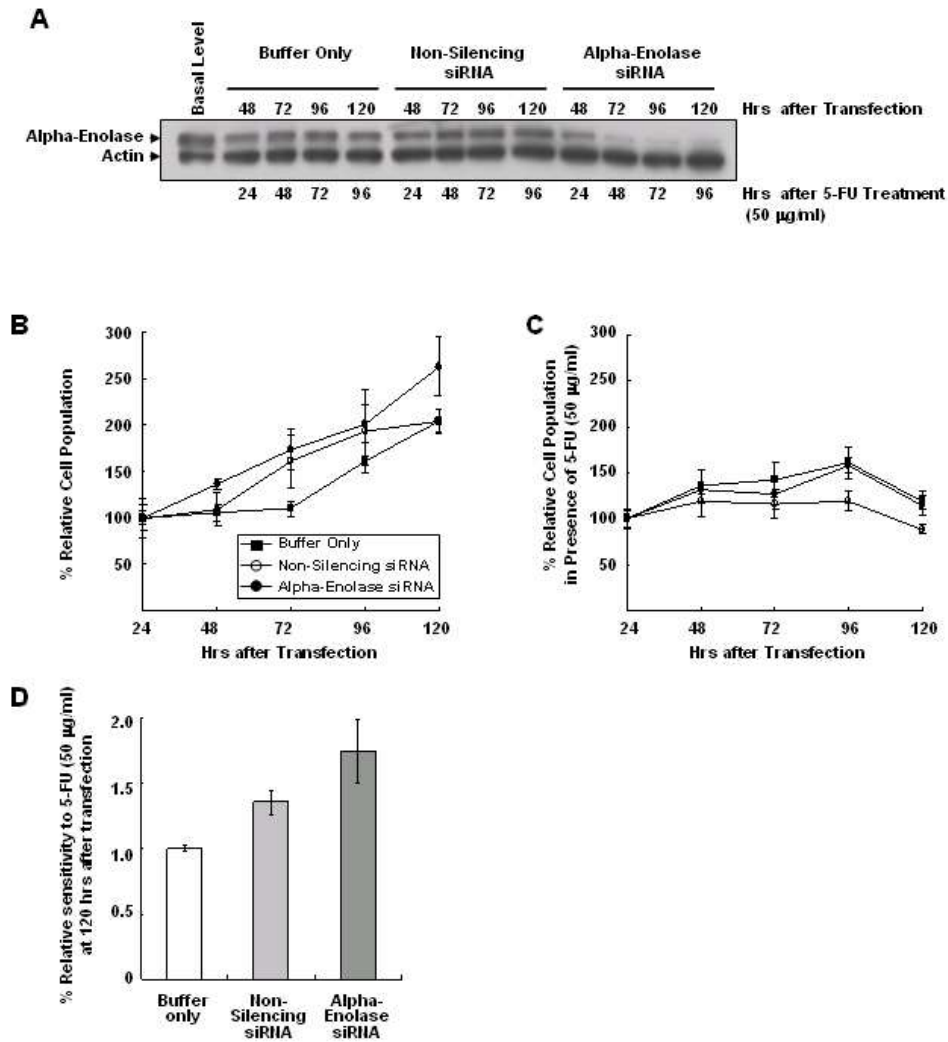 A
Basal Level
Buffer Only
Non-Silencing
siRNA
Alpha-Enolase
siRNA
48 72 96 120 48 72 96 120 48 72 96 120 Hrs after Transfection
Alpha-Enolase
Actin
24 48 72 96 24 48 72 96 24 48 72 96 Hrs after 5-FU Treatment
(50 µg/ml)
B
% Relative Cell Population
300
250
200
150
100
50
24 48 72 96 120
Hrs after Transfection
Buffer Only
Non-Silencing siRNA
Alpha-Enolase siRNA
C
% Relative Cell Population
in Presence of 5-FU (50 µg/ml)
300
250
200
150
100
50
24 48 72 96 120
Hrs after Transfection
D
% Relative sensitivity to 5-FU (50 µg/ml)
at 120 hrs after transfection
2.0
1.5
1.0
0.5
0
Buffer
only
Non-
Silencing
siRNA
Alpha-
Enolase
siRNA